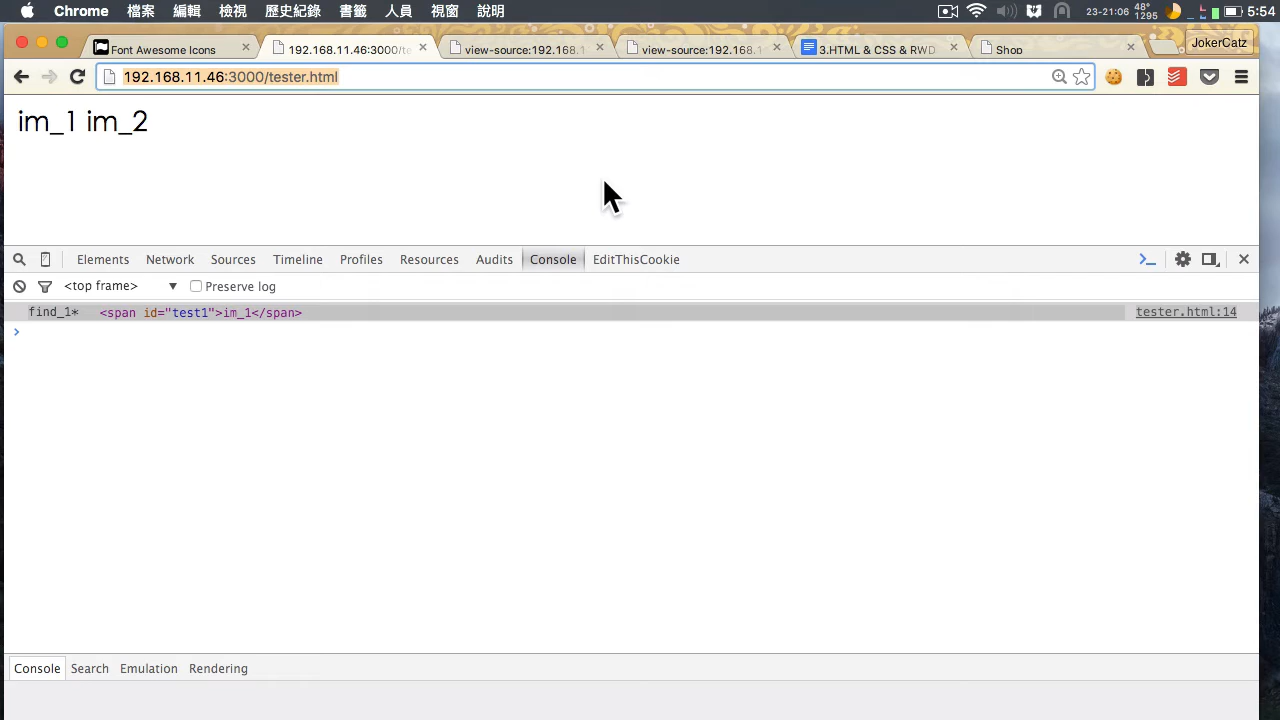 Chrome 檔案 編輯 檢視 歷史紀錄 書籤 人員 視窗 說明 23-21:06 48° 1295 5:54
Font Awesome Icons 192.168.11.46:3000/te view-source:192.168.1 view-source:192.168.1 3.HTML & CSS & RWD Shop JokerCatz
192.168.11.46:3000/tester.html
im_1 im_2
Elements Network Sources Timeline Profiles Resources Audits Console EditThisCookie
<top frame> Preserve log
find_1* <span id="test1">im_1</span> tester.html:14
Console Search Emulation Rendering